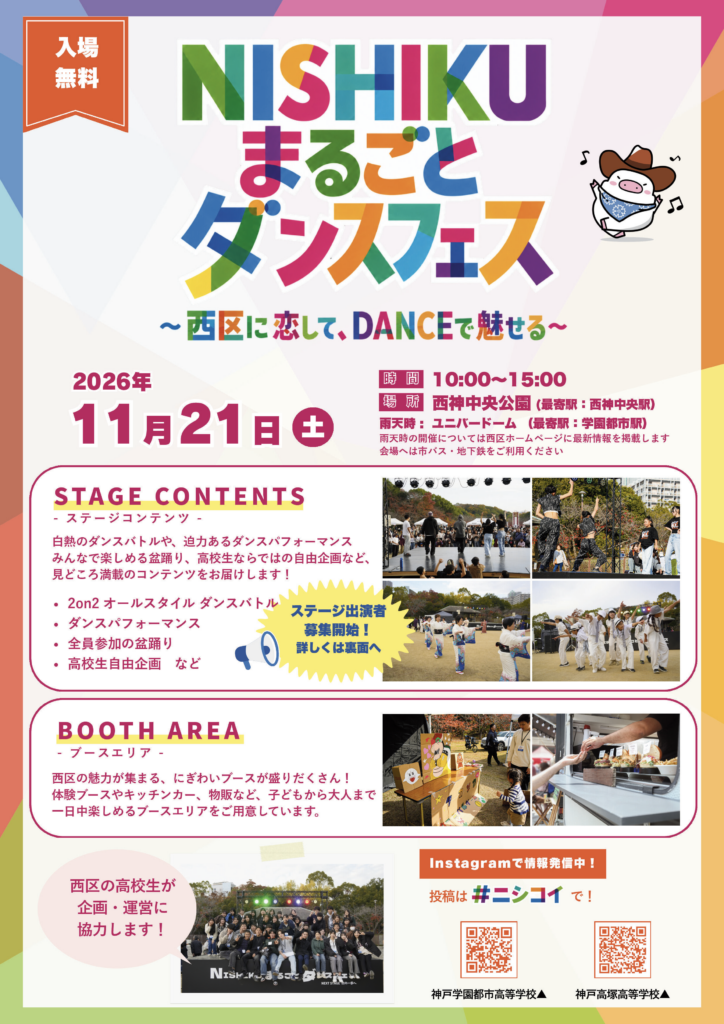 入場
無料
NISHIKU
まるごと
ダンスフェス
～西区に恋して、DANCEで魅せる～
2026年
11月21日 土
時間 10:00～15:00
場所 西神中央公園 (最寄駅：西神中央駅)
雨天時： ユニバードーム （最寄駅：学園都市駅）
雨天時の開催については西区ホームページに最新情報を掲載します
会場へは市バス・地下鉄をご利用ください
STAGE CONTENTS
- ステージコンテンツ -
白熱のダンスバトルや、迫力あるダンスパフォーマンス
みんなで楽しめる盆踊り、高校生ならではの自由企画など、
見どころ満載のコンテンツをお届けします！
• 2on2 オールスタイル ダンスバトル
• ダンスパフォーマンス
• 全員参加の盆踊り
• 高校生自由企画　など
ステージ出演者
募集開始！
詳しくは裏面へ
BOOTH AREA
- ブースエリア -
西区の魅力が集まる、にぎわいブースが盛りだくさん！
体験ブースやキッチンカー、物販など、子どもから大人まで
一日中楽しめるブースエリアをご用意しています。
西区の高校生が
企画・運営に
協力します！
Instagramで情報発信中！
投稿は #ニシコイ で！
神戸学園都市高等学校▲
神戸高塚高等学校▲